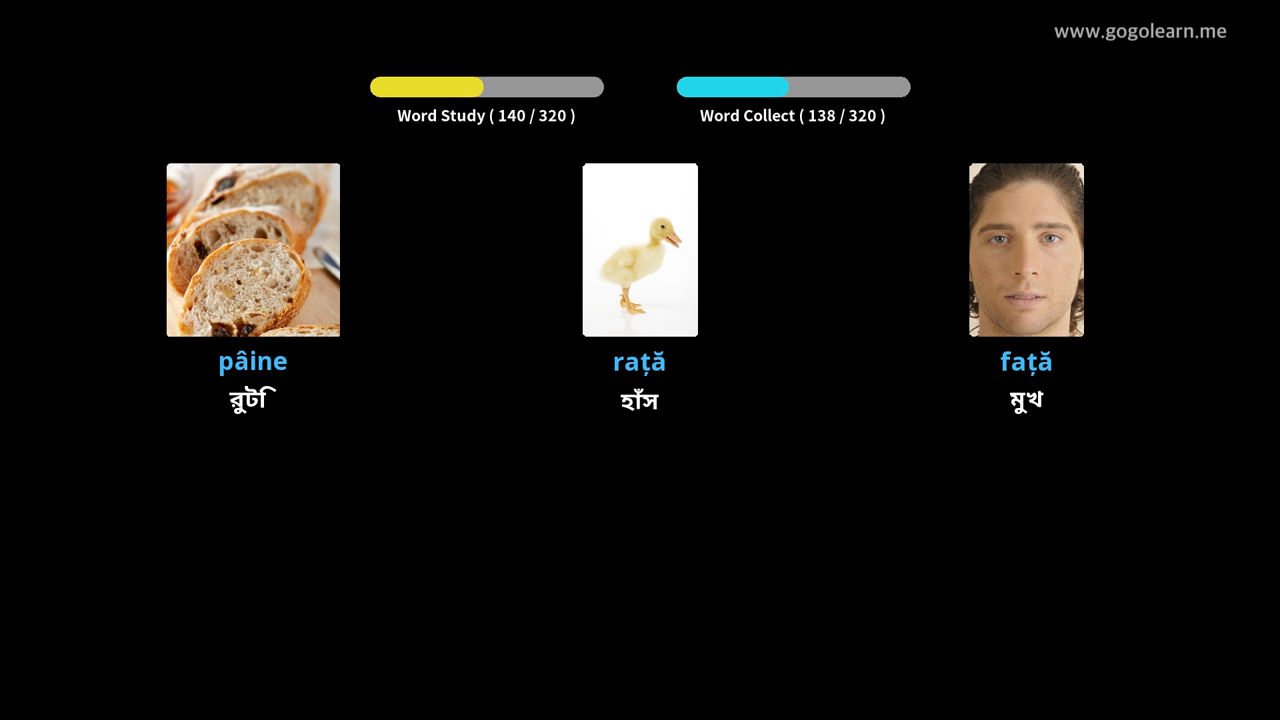 www.gogolearn.me
Word Study ( 140 / 320 )
Word Collect ( 138 / 320 )
pâine
rață
față
রুটি
হাঁস
মুখ